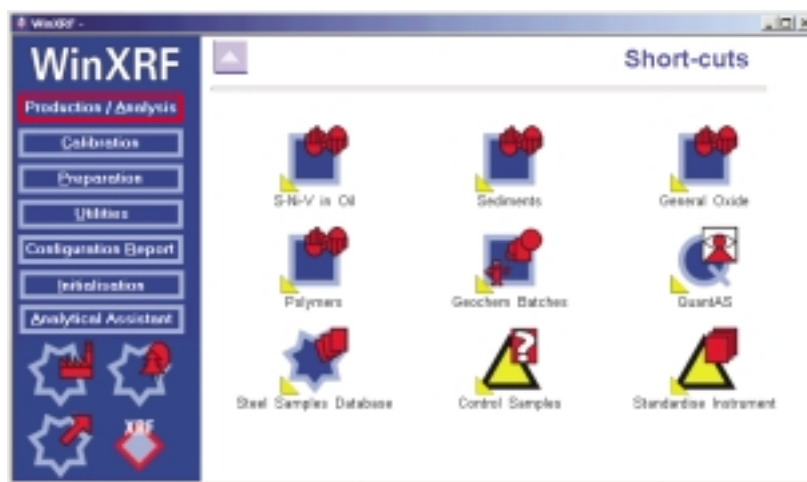 WinXRF -
WinXRF
Short-cuts
Production / Analysis
Calibration
Preparation
Utilities
Configuration Report
Initialisation
Analytical Assistant
XRF
S-Ni-V in Oil
Sediments
General Oxide
Polymers
Geochem Batches
QuantAS
?
Steel Samples Database
Control Samples
Standardise Instrument